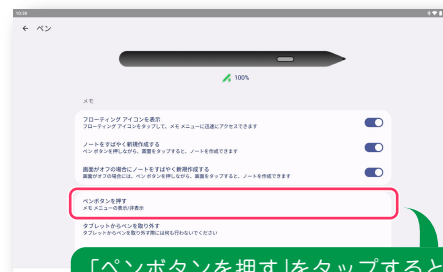 10:28
← ペン
100%
メモ
フローティング アイコンを表示
フローティング アイコンをタップして、メモ メニューに迅速にアクセスできます
ノートをすばやく新規作成する
ペン ボタンを押しながら、画面をタップすると、ノートを作成できます
画面がオフの場合にノートをすばやく新規作成する
画面がオフの場合には、ペン ボタンを押しながら、画面をタップすると、ノートを作成できます
ペンボタンを押す
メモ メニューの表示/非表示
タブレットからペンを取り外す
タブレットからペンを取り外す際には何も行わないでください
「ペンボタンを押す」をタップすると